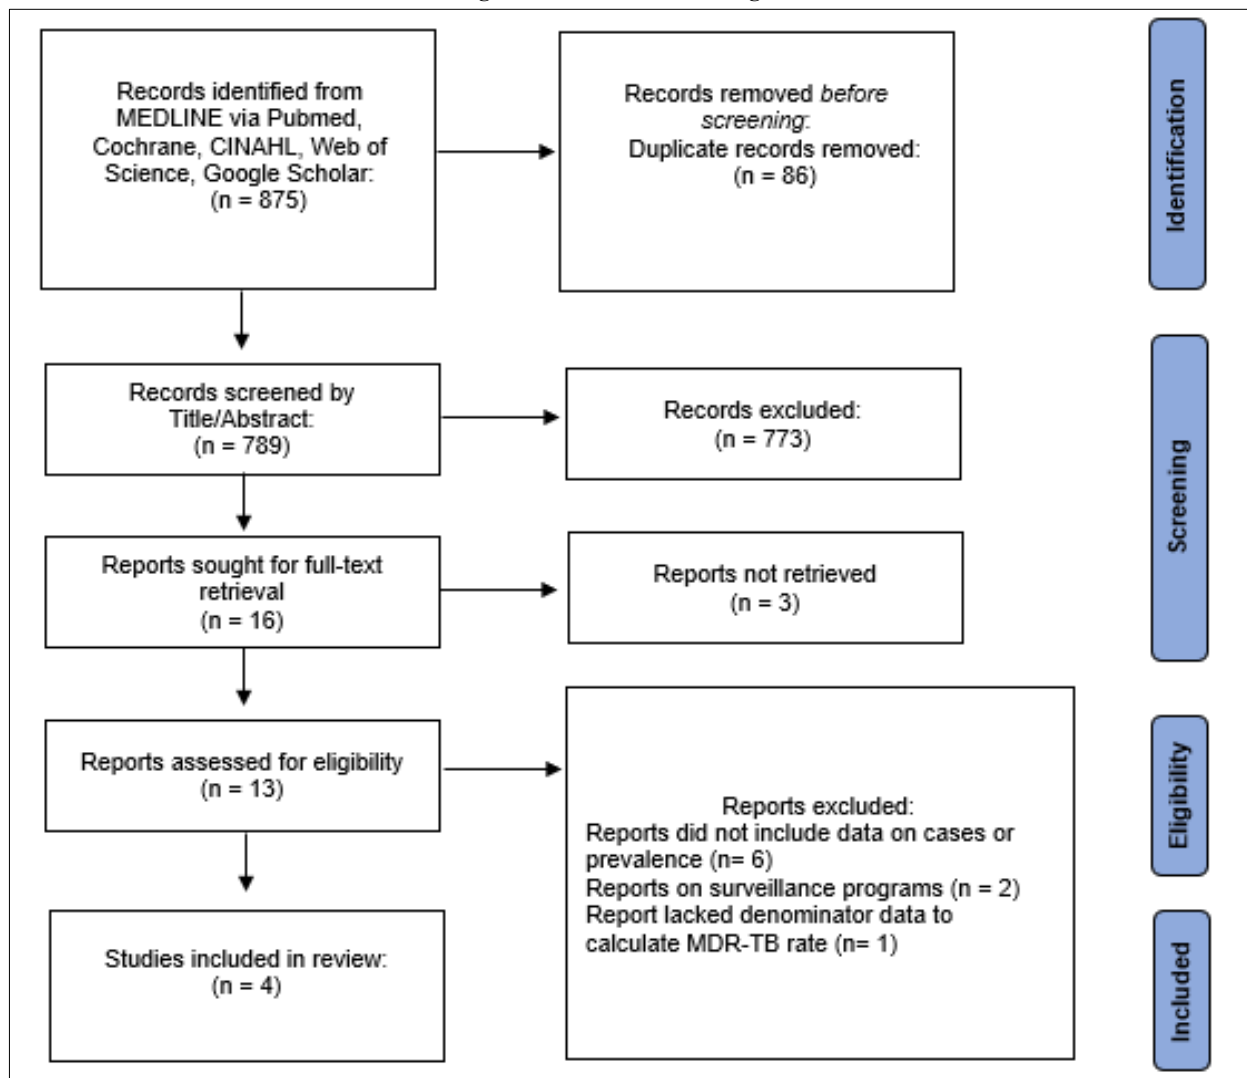 Records identified from
MEDLINE via Pubmed,
Cochrane, CINAHL, Web of
Science, Google Scholar:
(n = 875)
Records removed before
screening:
Duplicate records removed:
(n = 86)
Identification
Records screened by
Title/Abstract:
(n = 789)
Records excluded:
(n = 773)
Screening
Reports sought for full-text
retrieval
(n = 16)
Reports not retrieved
(n = 3)
Reports assessed for eligibility
(n = 13)
Reports excluded:
Reports did not include data on cases or
prevalence (n= 6)
Reports on surveillance programs (n = 2)
Report lacked denominator data to
calculate MDR-TB rate (n= 1)
Eligibility
Studies included in review:
(n = 4)
Included